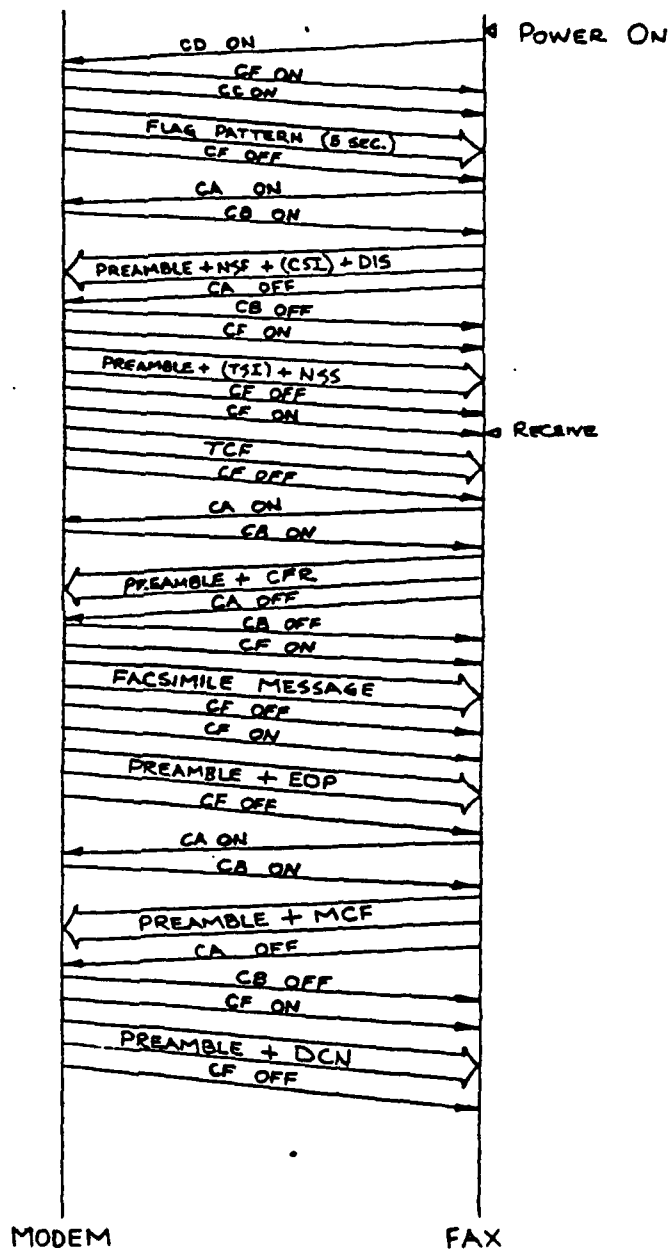 POWER ON
CD ON
CF ON
CC ON
FLAG PATTERN (5 SEC.)
CF OFF
CA ON
CB ON
PREAMBLE + NSF + (CSI) + DIS
CA OFF
CB OFF
CF ON
PREAMBLE + (TSI) + NSS
CF OFF
CF ON
RECEIVE
TCF
CF OFF
CA ON
CB ON
PREAMBLE + CFR
CA OFF
CB OFF
CF ON
FACSIMILE MESSAGE
CF OFF
CF ON
PREAMBLE + EOP
CF OFF
CA ON
CB ON
PREAMBLE + MCF
CA OFF
CB OFF
CF ON
PREAMBLE + DCN
CF OFF
MODEM FAX